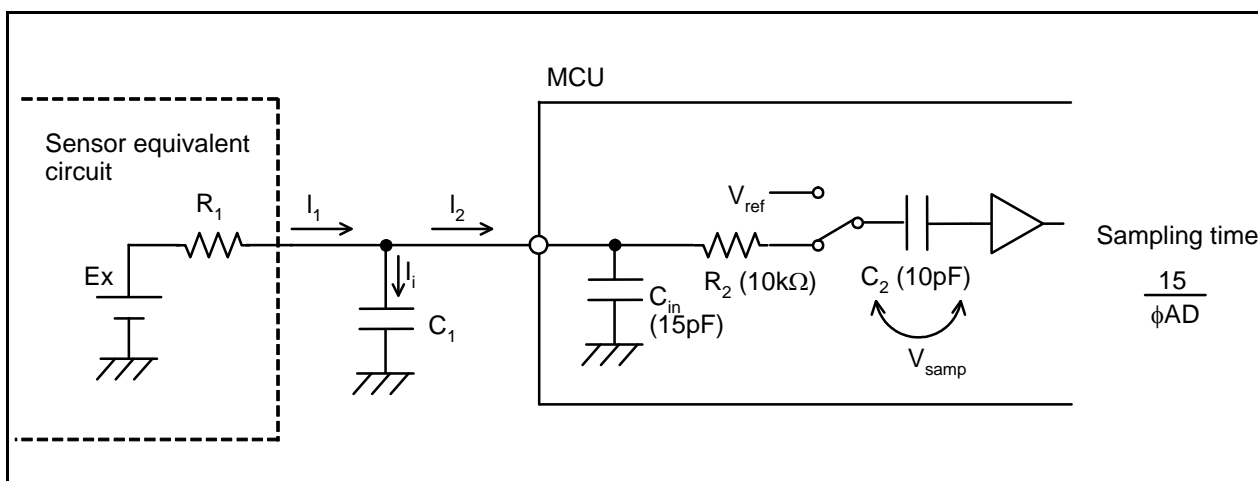 MCU
Sensor equivalent
circuit
R1
I1
I2
Vref
Sampling time
Ex
Ii
R2 (10kΩ)
C2 (10pF)
15
ϕAD
C1
Cin
(15pF)
Vsamp